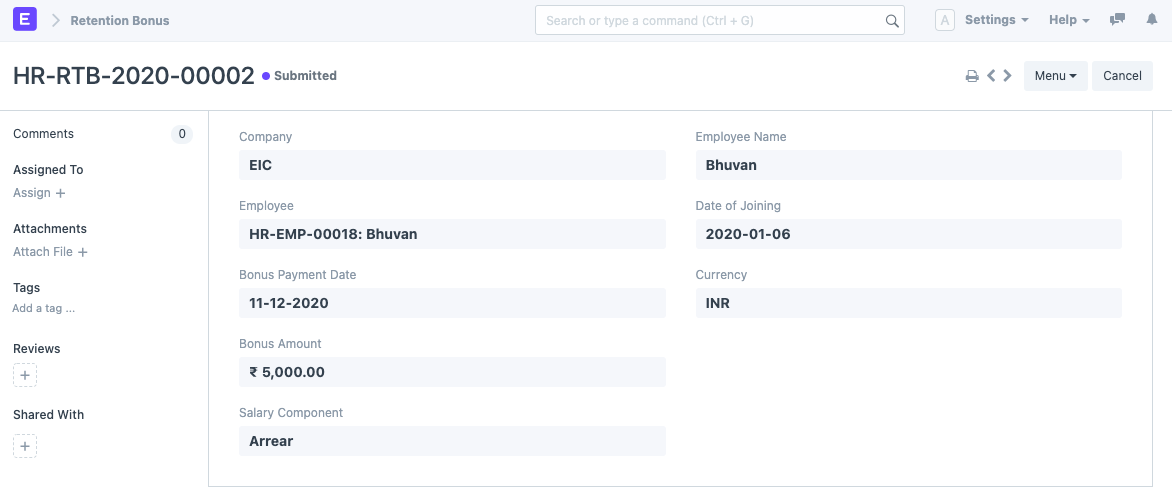 E Retention Bonus Search or type a command (Ctrl + G) A Settings Help
HR-RTB-2020-00002 Submitted Menu Cancel
Comments 0
Assigned To
Assign +
Attachments
Attach File +
Tags
Add a tag ...
Reviews
+
Shared With
+
Company
EIC
Employee
HR-EMP-00018: Bhuvan
Bonus Payment Date
11-12-2020
Bonus Amount
₹ 5,000.00
Salary Component
Arrear
Employee Name
Bhuvan
Date of Joining
2020-01-06
Currency
INR